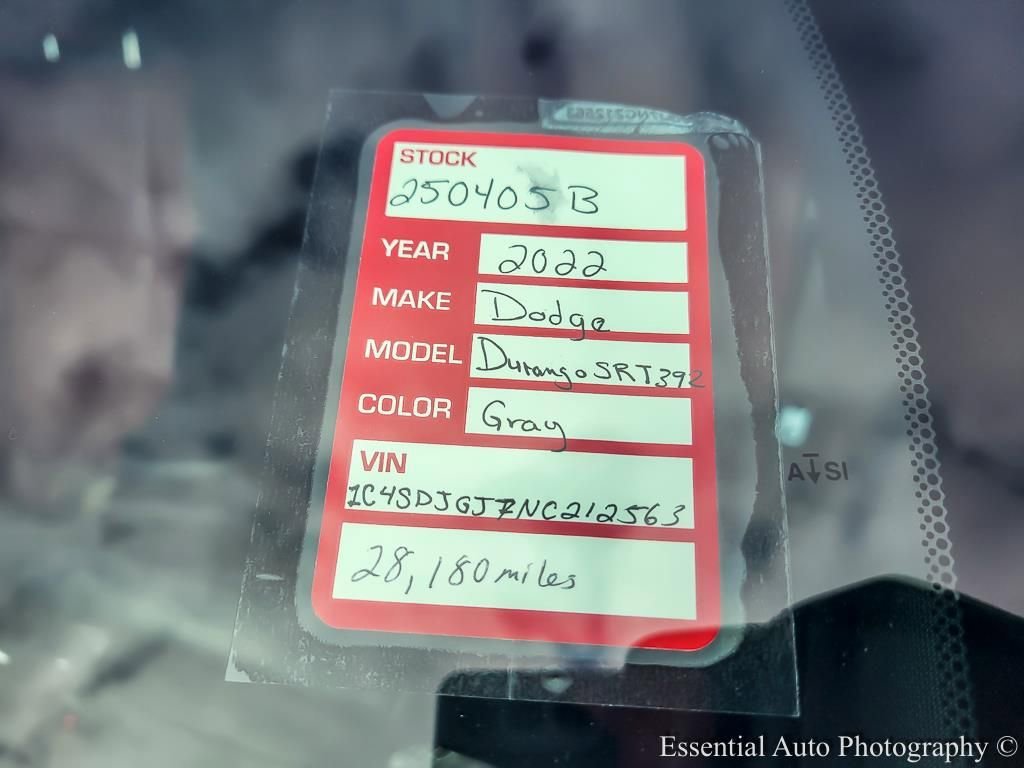 7NG212563
STOCK
250405B
YEAR 2022
MAKE Dodge
MODEL Durango SRT392
COLOR Gray
VIN
1C4SDJGJ7NC212563
28,180 miles
AS1
Essential Auto Photography ©